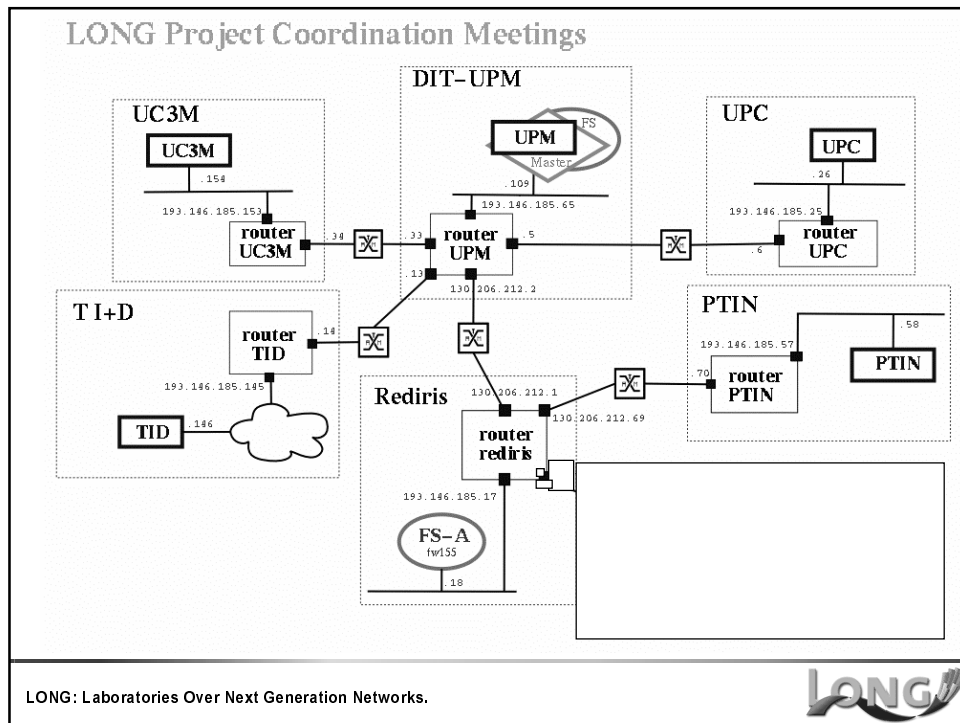 LONG Project Coordination Meetings
DIT-UPM
UC3M
UPC
UC3M
UPM
FS
Master
UPC
.154
.109
.26
193.146.185.153
193.146.185.65
193.146.185.25
router
UC3M
.34
.33
router
UPM
.5
.6
router
UPC
.13
130.206.212.2
T I+D
PTIN
router
TID
.14
.58
193.146.185.57
PTIN
.70
router
PTIN
193.146.185.145
Rediris
130.206.212.1
130.206.212.69
TID
.146
router
rediris
193.146.185.17
FS-A
fw155
.18
LONG: Laboratories Over Next Generation Networks.
LONG